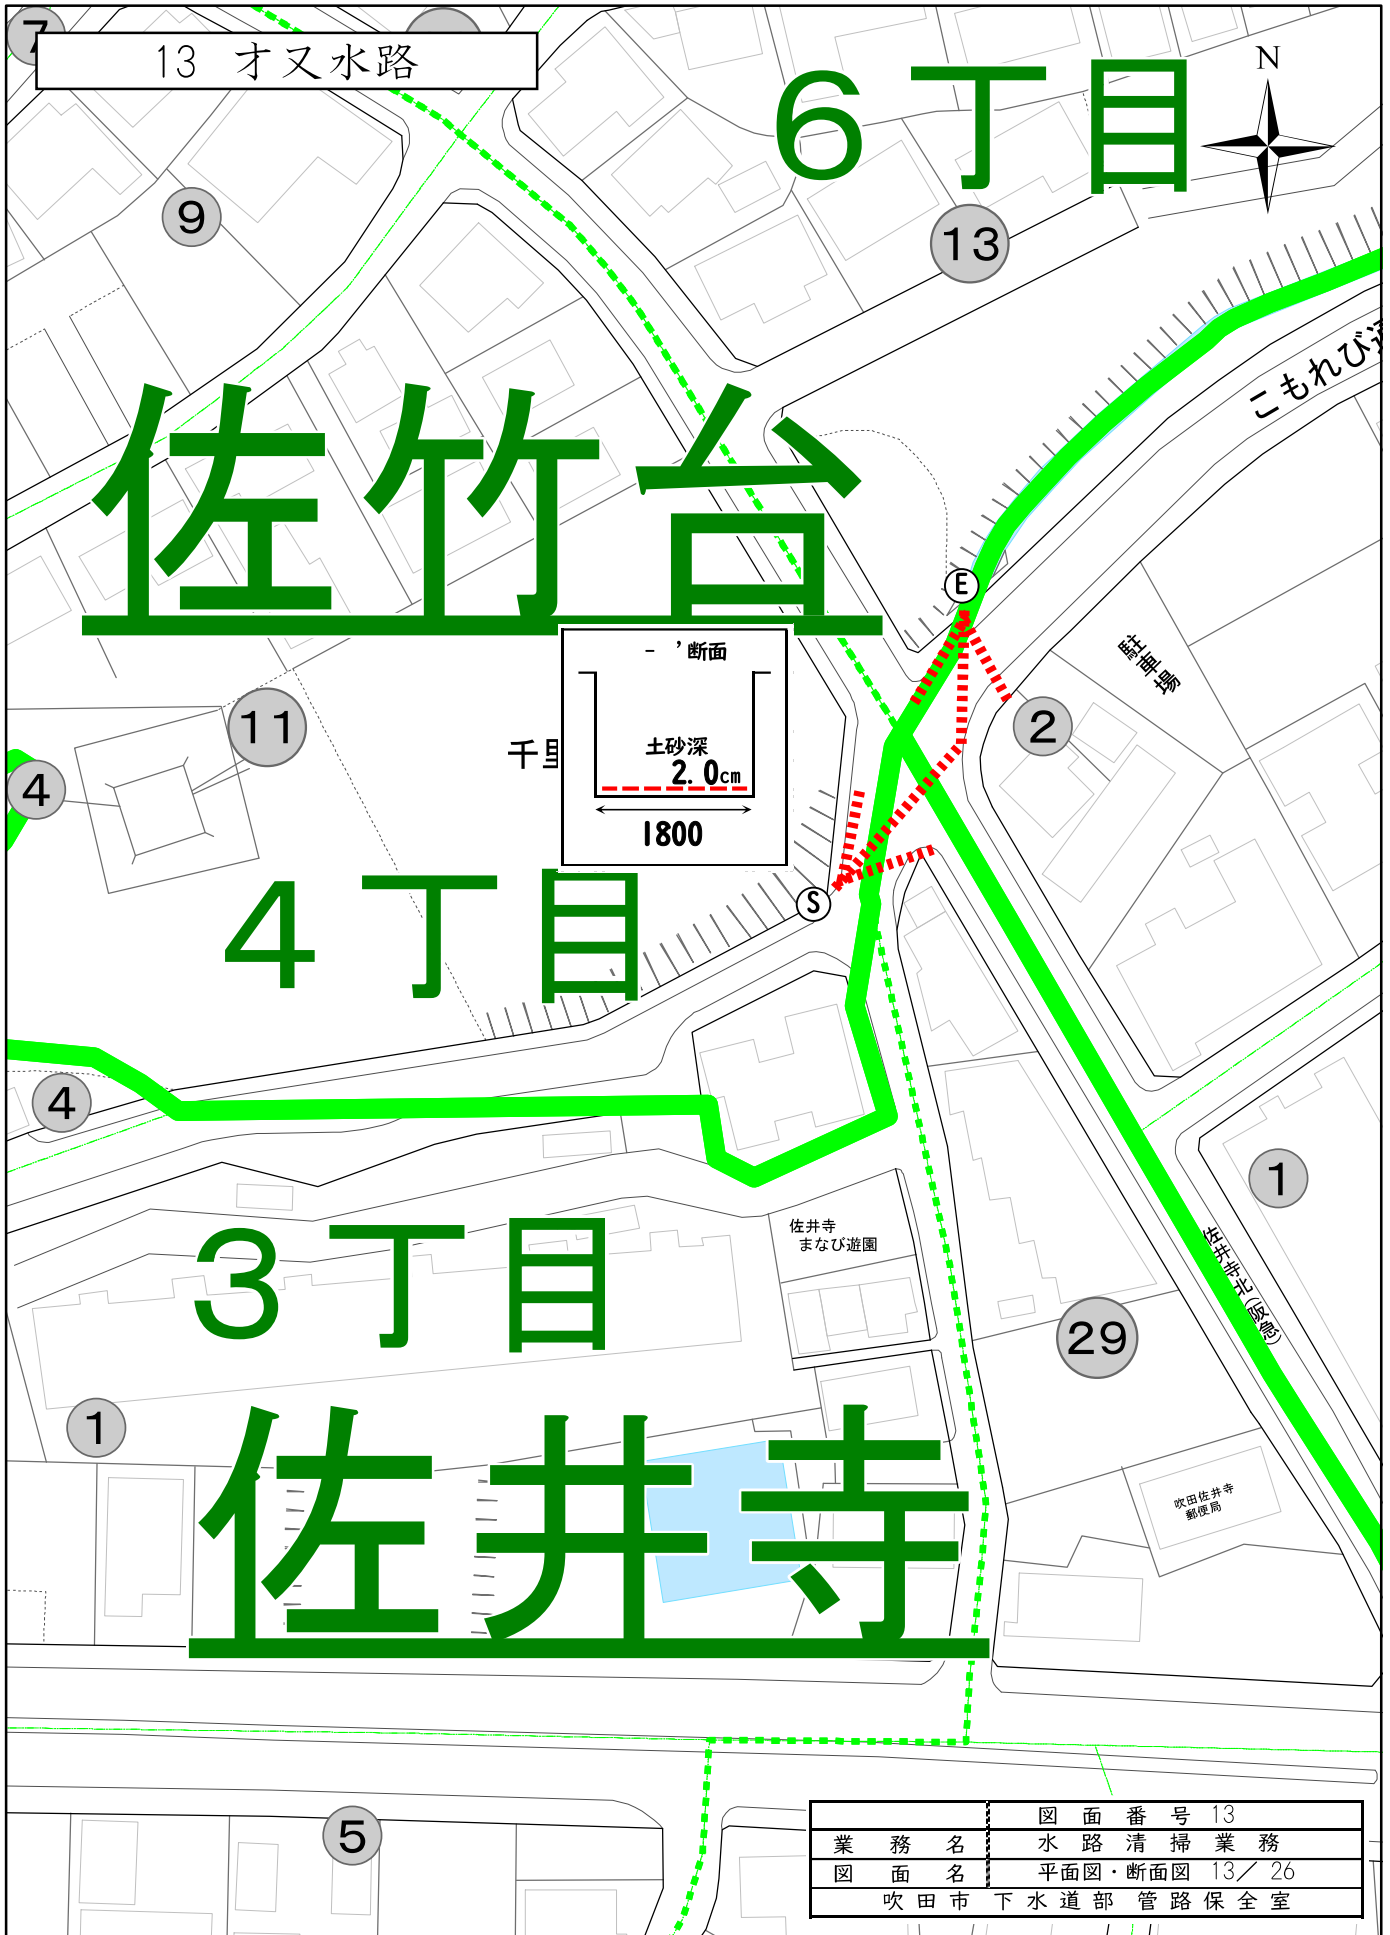 7
13 才又水路
6丁目
N
9
13
こもれび通
佐竹台
E
駐車場
- ’断面
11
2
千里
土砂深
2.0cm
4
1800
4丁目
S
4
1
佐井寺
まなび遊園
3丁目
佐井寺北(阪急)
29
1
佐井寺
吹田佐井寺
郵便局
5
図面番号 13
業務名 水路清掃業務
図面名 平面図・断面図 13/26
吹田市 下水道部 管路保全室